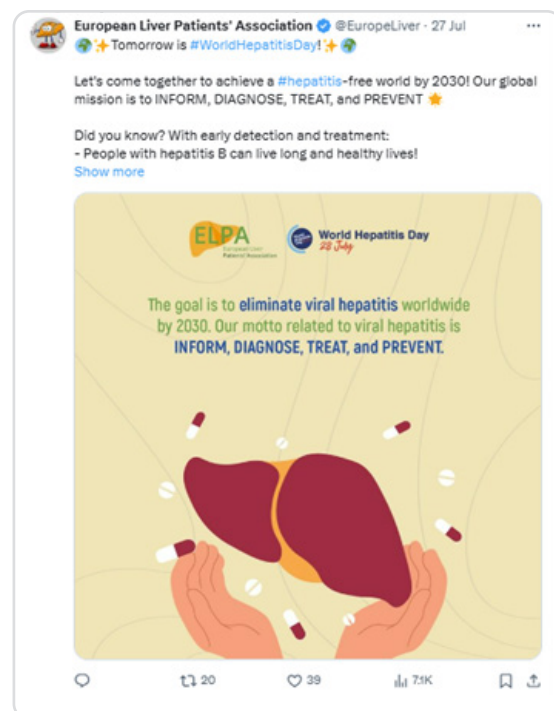 European Liver Patients' Association @EuropeLiver · 27 Jul
🌍✨Tomorrow is #WorldHepatitisDay!✨🌍
Let's come together to achieve a #hepatitis-free world by 2030! Our global
mission is to INFORM, DIAGNOSE, TREAT, and PREVENT ⭐
Did you know? With early detection and treatment:
- People with hepatitis B can live long and healthy lives!
Show more
ELPA
European Liver
Patients' Association
World Hepatitis Day
28 July
The goal is to eliminate viral hepatitis worldwide
by 2030. Our motto related to viral hepatitis is
INFORM, DIAGNOSE, TREAT, and PREVENT.
20
39
7.1K